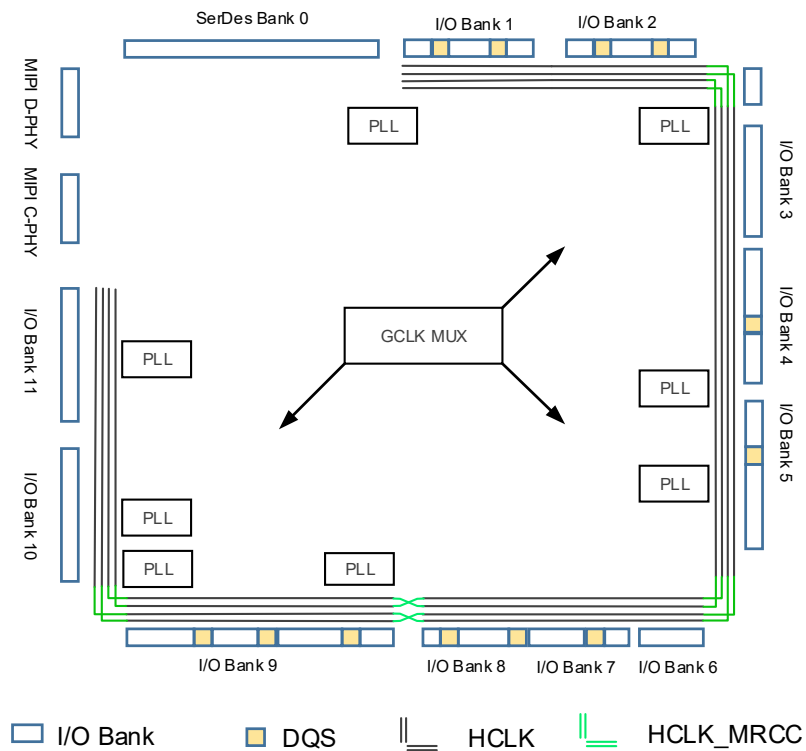 SerDes Bank 0
I/O Bank 1
I/O Bank 2
MIPI D-PHY
PLL
PLL
I/O Bank 3
MIPI C-PHY
GCLK MUX
I/O Bank 4
I/O Bank 11
PLL
PLL
I/O Bank 5
PLL
I/O Bank 10
PLL
PLL
PLL
I/O Bank 9
I/O Bank 8
I/O Bank 7
I/O Bank 6
I/O Bank
DQS
HCLK
HCLK_MRCC